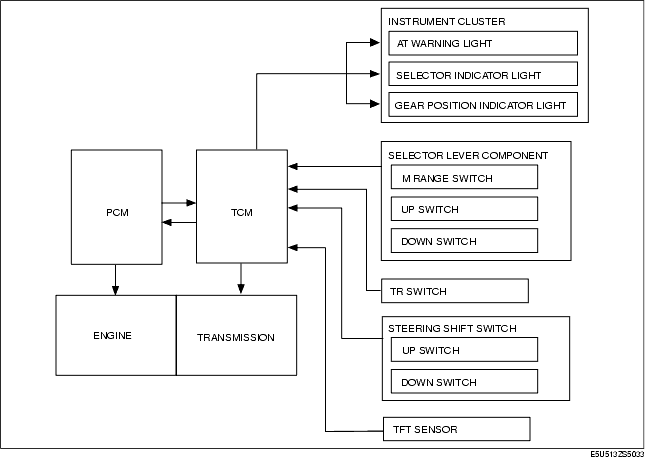 INSTRUMENT CLUSTER
AT WARNING LIGHT
SELECTOR INDICATOR LIGHT
GEAR POSITION INDICATOR LIGHT
SELECTOR LEVER COMPONENT
M RANGE SWITCH
UP SWITCH
DOWN SWITCH
PCM
TCM
TR SWITCH
ENGINE
TRANSMISSION
STEERING SHIFT SWITCH
UP SWITCH
DOWN SWITCH
TFT SENSOR
E5U513ZS5033